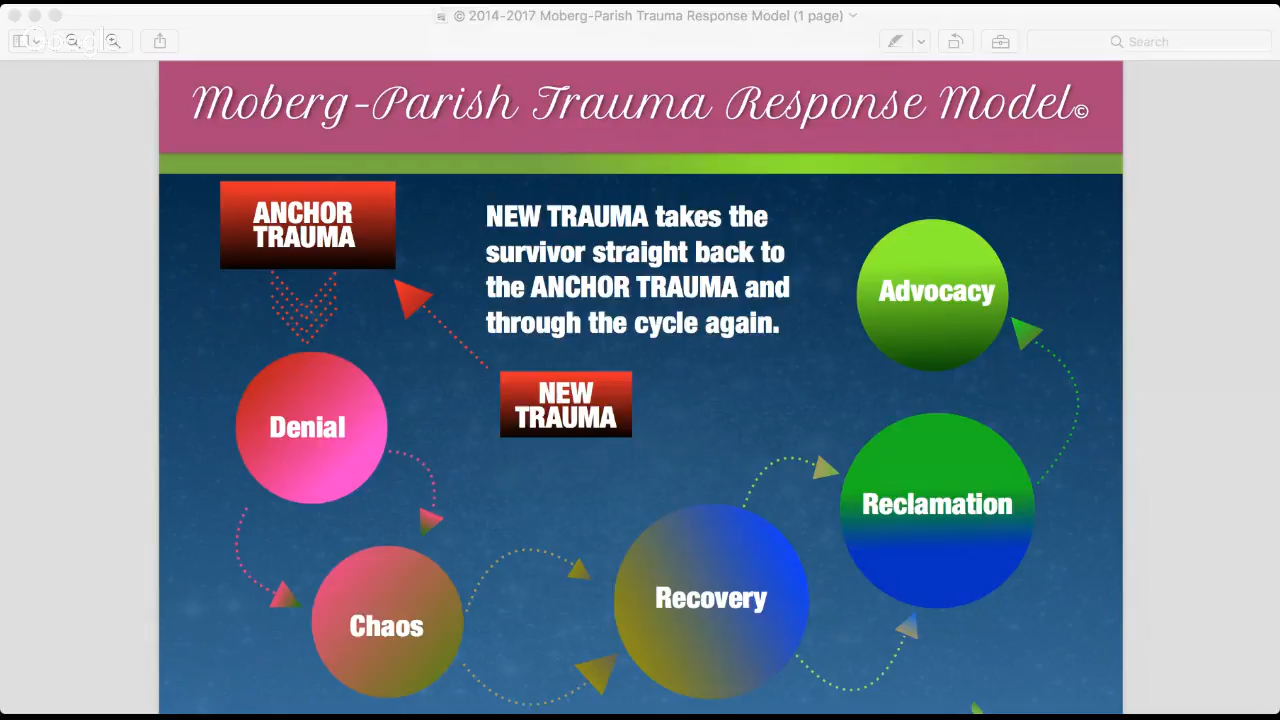 © 2014-2017 Moberg-Parish Trauma Response Model (1 page)
Google
Search
Moberg-Parish Trauma Response Model©
ANCHOR
TRAUMA
NEW TRAUMA takes the
survivor straight back to
the ANCHOR TRAUMA and
through the cycle again.
Advocacy
NEW
TRAUMA
Denial
Reclamation
Recovery
Chaos